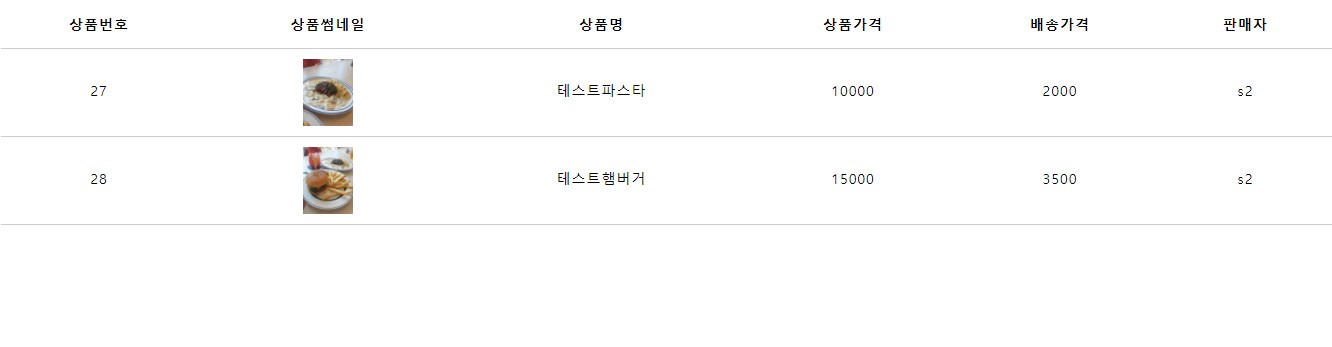 상품번호 상품썸네일 상품명 상품가격 배송가격 판매자
27 테스트파스타 10000 2000 s2
28 테스트햄버거 15000 3500 s2